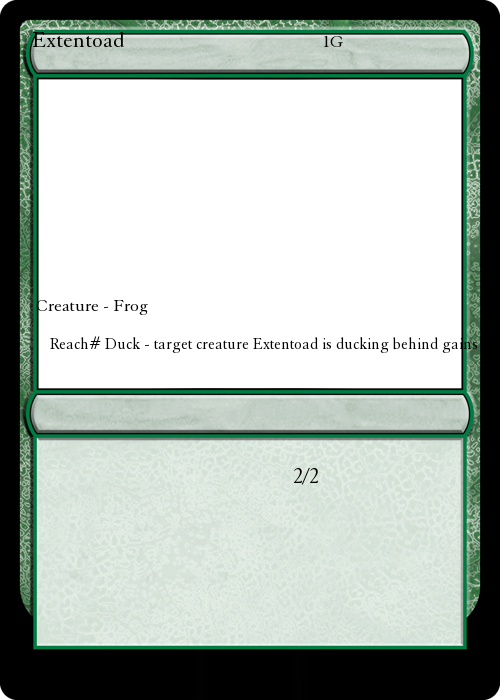 Extentoad 1G
Creature - Frog
Reach# Duck - target creature Extentoad is ducking behind gains
2/2